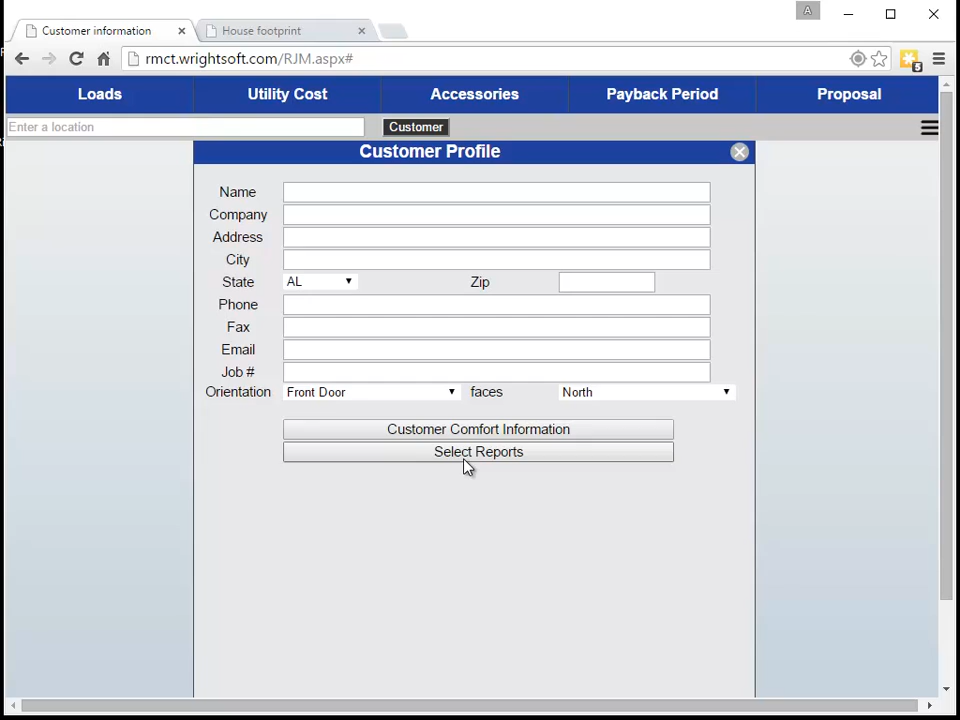 A
Customer information
House footprint
rmct.wrightsoft.com/RJM.aspx#
5
Loads Utility Cost Accessories Payback Period Proposal
Enter a location Customer
Customer Profile
Name
Company
Address
City
State AL Zip
Phone
Fax
Email
Job #
Orientation Front Door faces North
Customer Comfort Information
Select Reports